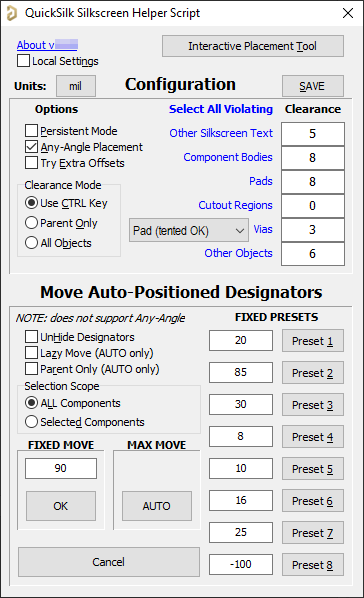 QuickSilk Silkscreen Helper Script
About v
Interactive Placement Tool
Local Settings
Units: mil Configuration SAVE
Options Select All Violating Clearance
Persistent Mode Other Silkscreen Text 5
Any-Angle Placement Component Bodies 8
Try Extra Offsets Pads 8
Clearance Mode Cutout Regions 0
Use CTRL Key
Parent Only Pad (tented OK) Vias 3
All Objects Other Objects 6
Move Auto-Positioned Designators
NOTE: does not support Any-Angle FIXED PRESETS
UnHide Designators 20 Preset 1
Lazy Move (AUTO only)
Parent Only (AUTO only) 85 Preset 2
Selection Scope
ALL Components 30 Preset 3
Selected Components 8 Preset 4
FIXED MOVE MAX MOVE
90 10 Preset 5
OK AUTO 16 Preset 6
25 Preset 7
Cancel -100 Preset 8